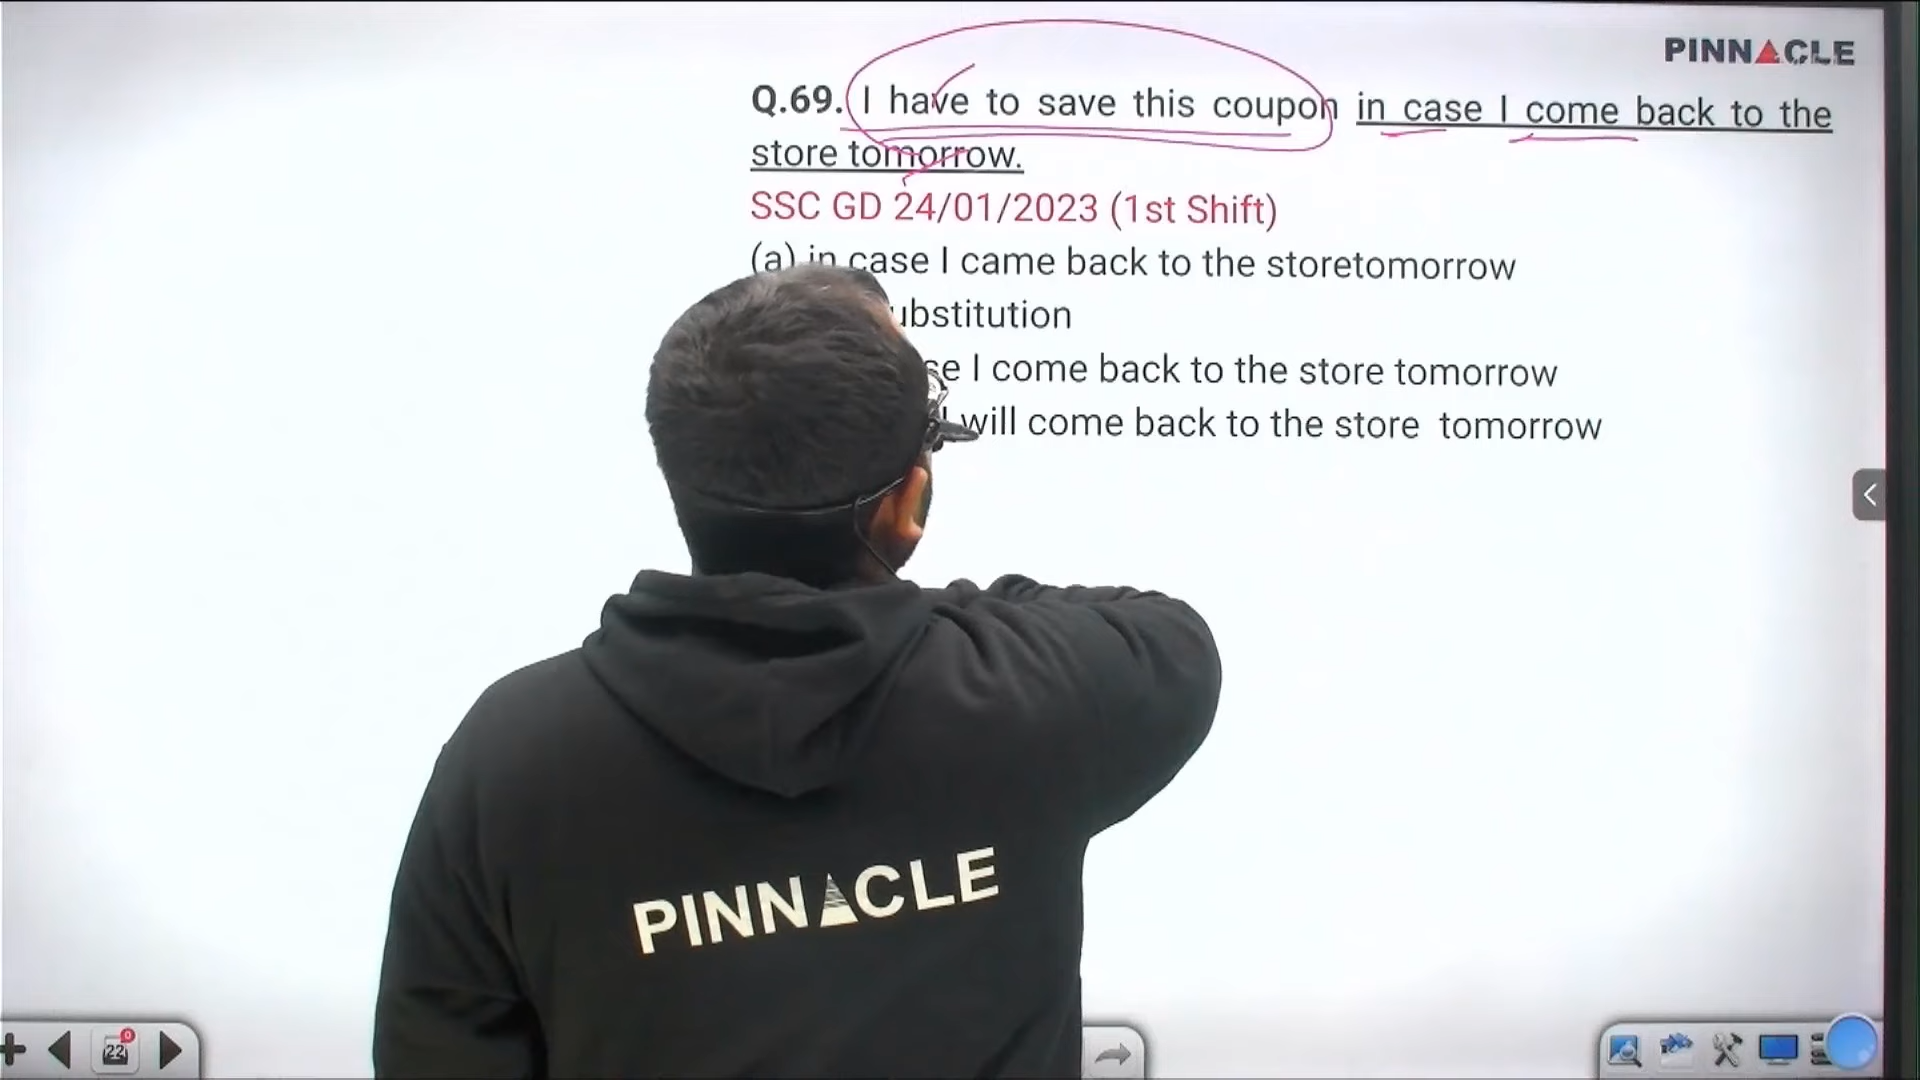 PINNACLE
Q.69. I have to save this coupon in case I come back to the
store tomorrow.
SSC GD 24/01/2023 (1st Shift)
(a) in case I came back to the storetomorrow
I come back to the store tomorrow
will come back to the store tomorrow
PINNACLE
22
0